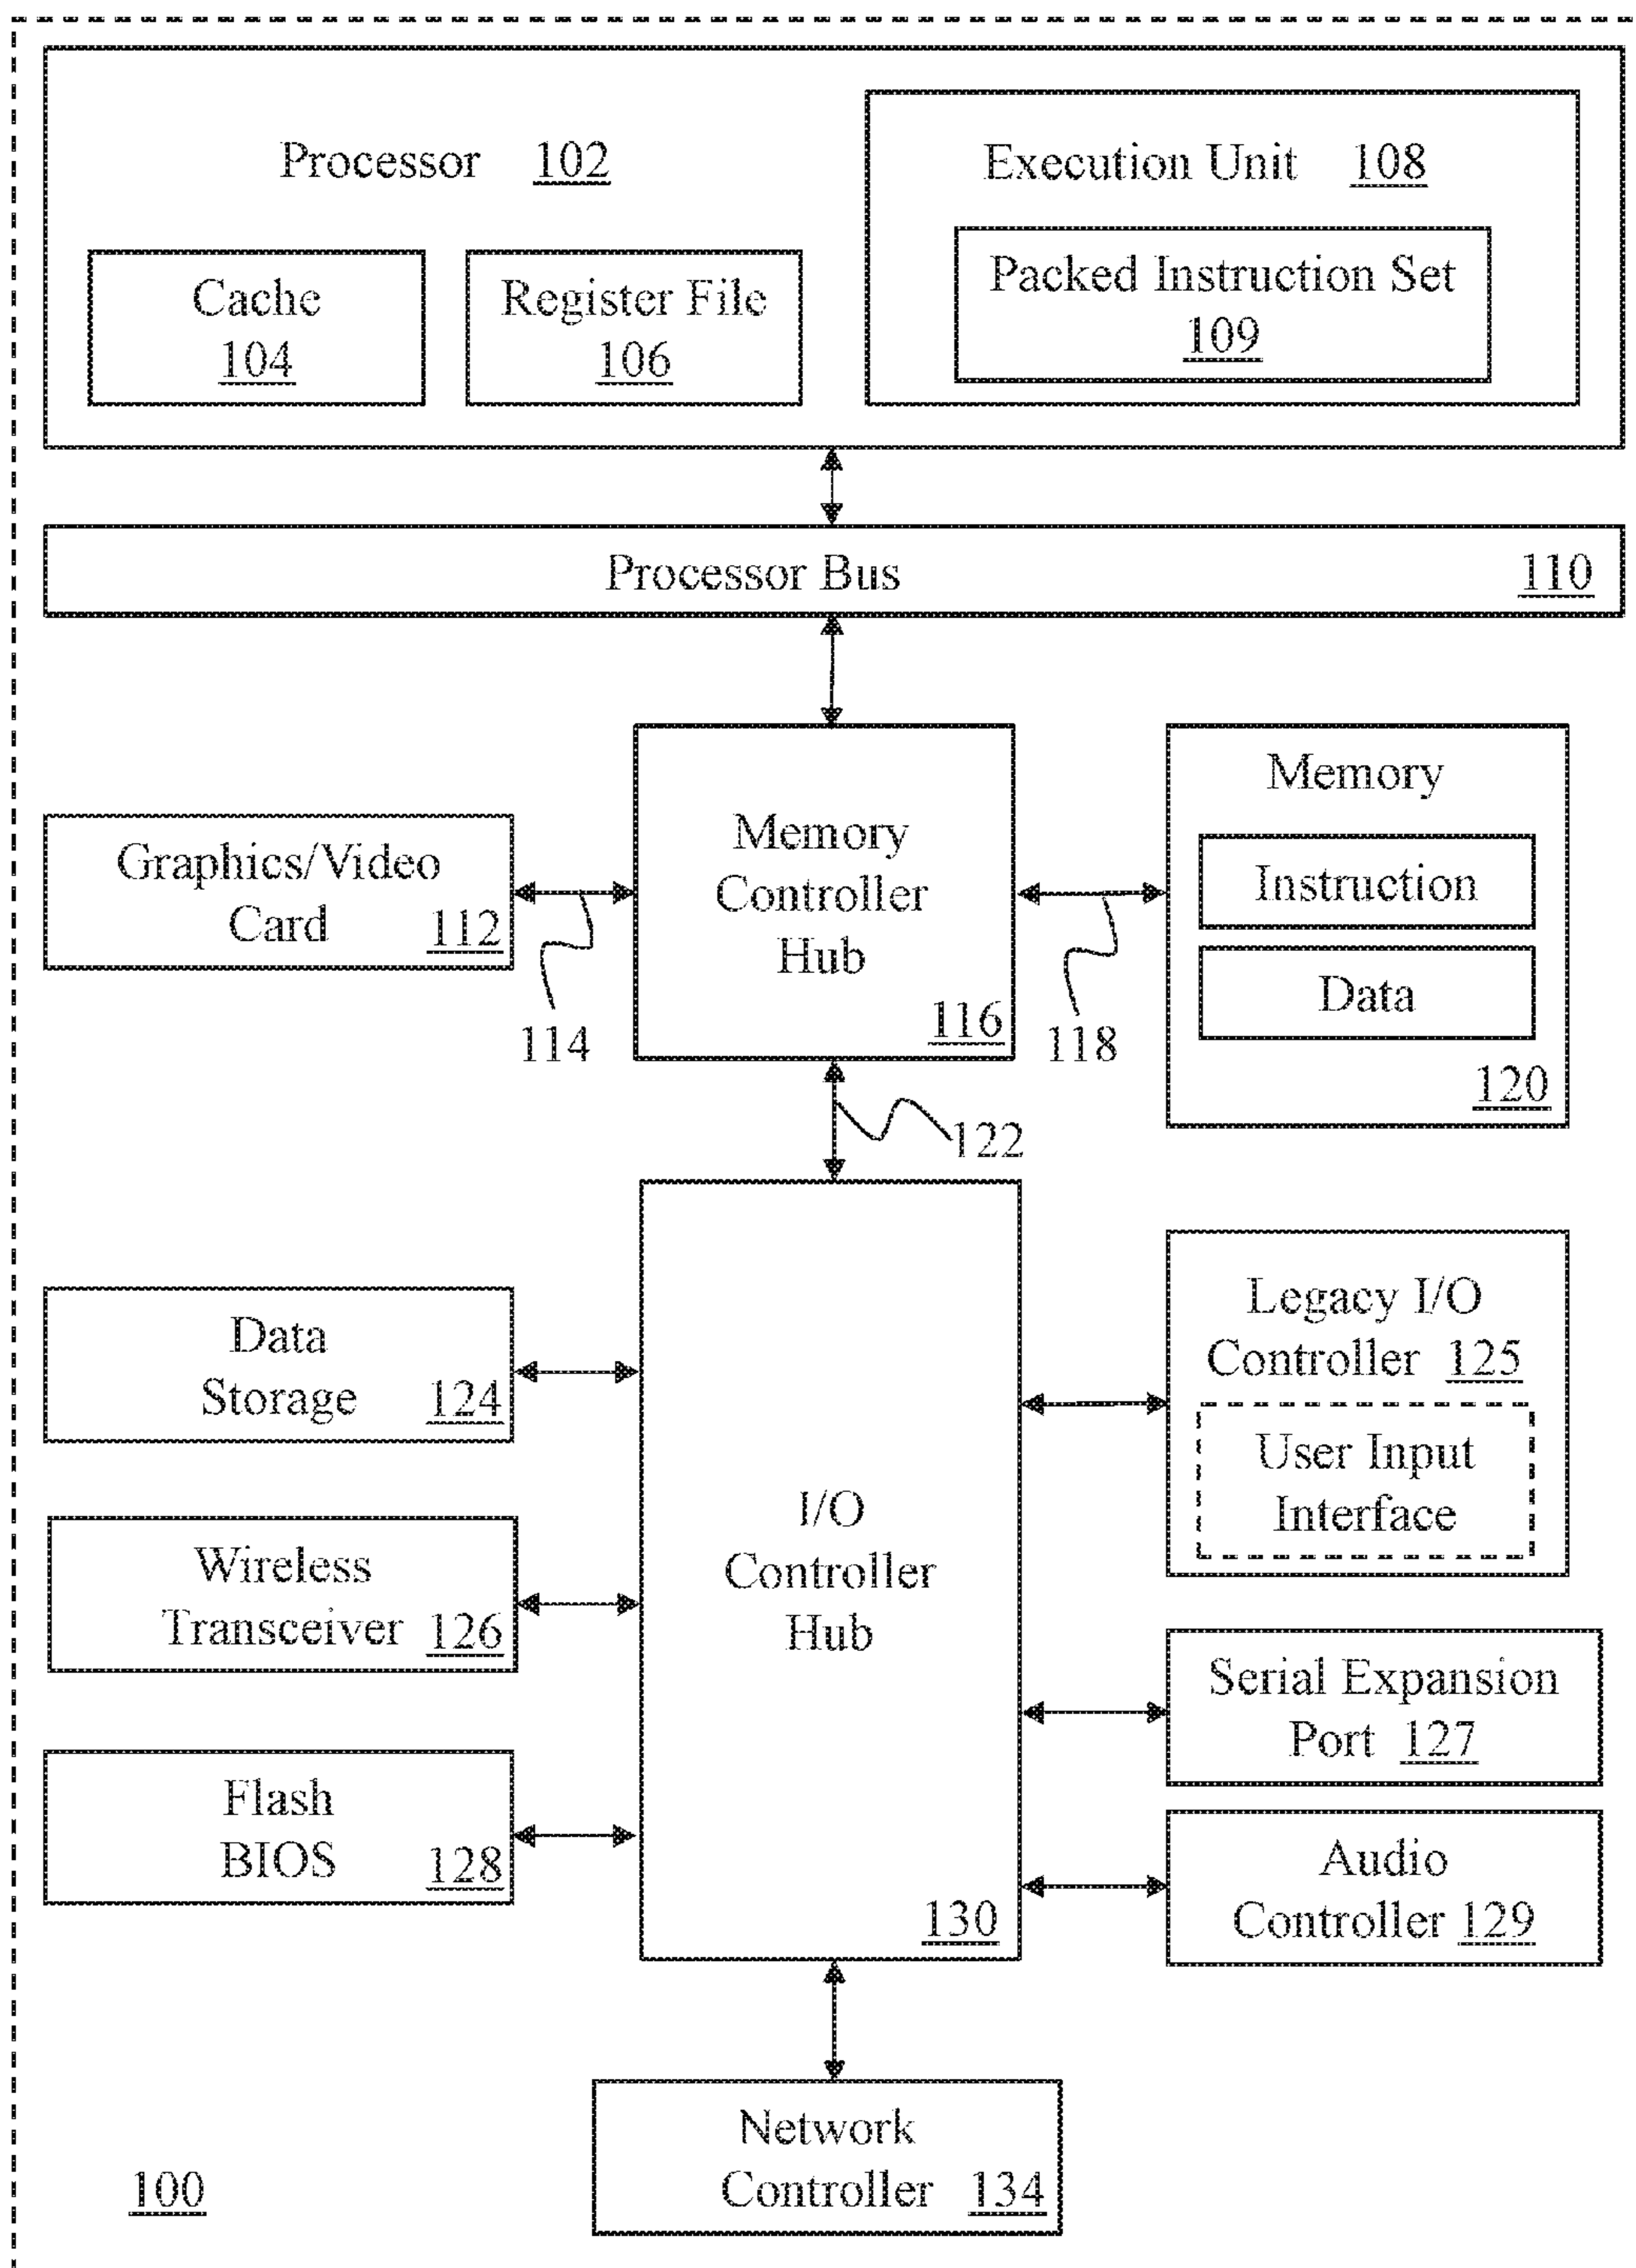 Processor 102
Execution Unit 108
Cache
104
Register File
106
Packed Instruction Set
109
Processor Bus 110
Graphics/Video
Card 112
114
Memory
Controller
Hub
116
118
Memory
Instruction
Data
120
122
Data
Storage 124
Wireless
Transceiver 126
Flash
BIOS 128
I/O
Controller
Hub
130
Legacy I/O
Controller 125
User Input
Interface
Serial Expansion
Port 127
Audio
Controller 129
Network
Controller 134
100